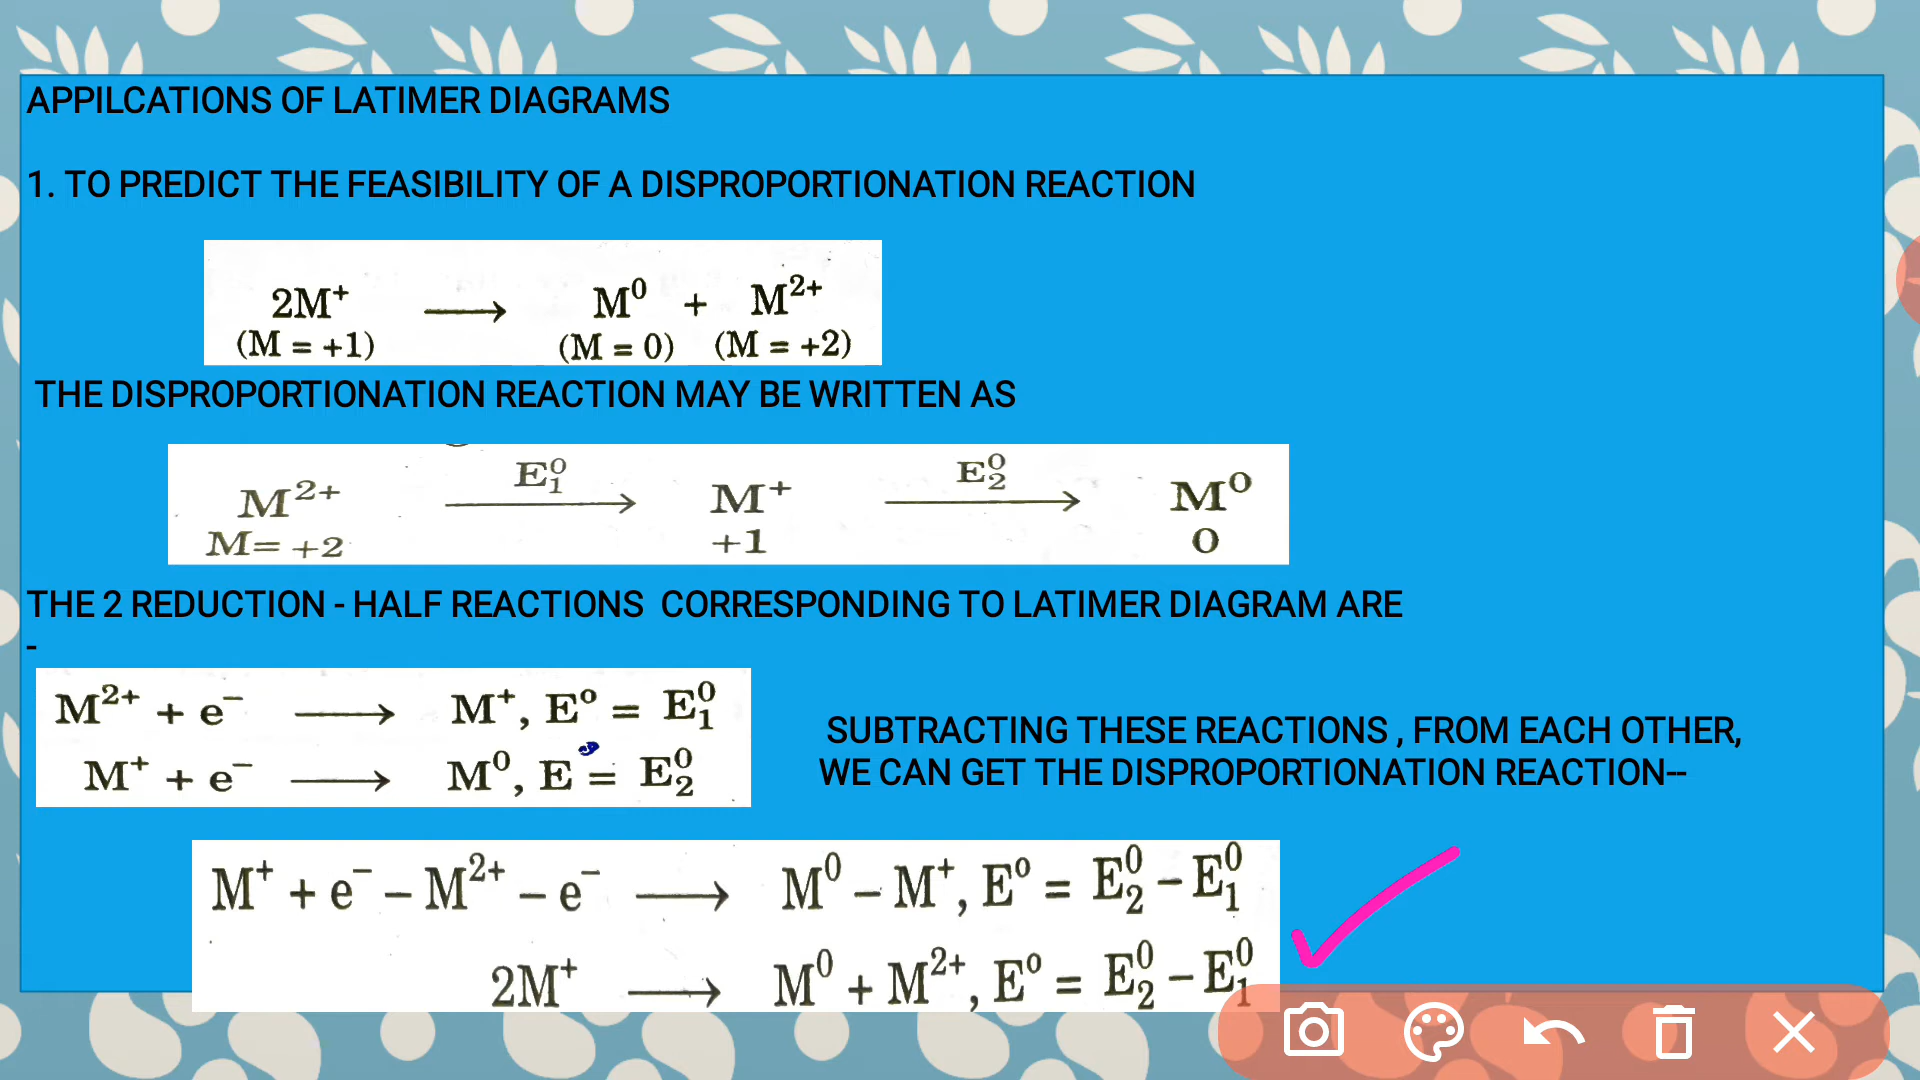 APPILCATIONS OF LATIMER DIAGRAMS
1. TO PREDICT THE FEASIBILITY OF A DISPROPORTIONATION REACTION
2M⁺ ⟶ M⁰ + M²⁺
(M = +1) (M = 0) (M = +2)
THE DISPROPORTIONATION REACTION MAY BE WRITTEN AS
M²⁺ ⟶ E₁⁰ M⁺ ⟶ E₂⁰ M⁰
M= +2 +1 0
THE 2 REDUCTION - HALF REACTIONS CORRESPONDING TO LATIMER DIAGRAM ARE
-
M²⁺ + e⁻ ⟶ M⁺, E⁰ = E₁⁰
M⁺ + e⁻ ⟶ M⁰, E = E₂⁰
SUBTRACTING THESE REACTIONS , FROM EACH OTHER,
WE CAN GET THE DISPROPORTIONATION REACTION--
M⁺ + e⁻ – M²⁺ – e⁻ ⟶ M⁰ – M⁺, E⁰ = E₂⁰ – E₁⁰
2M⁺ ⟶ M⁰ + M²⁺, E⁰ = E₂⁰ – E₁⁰